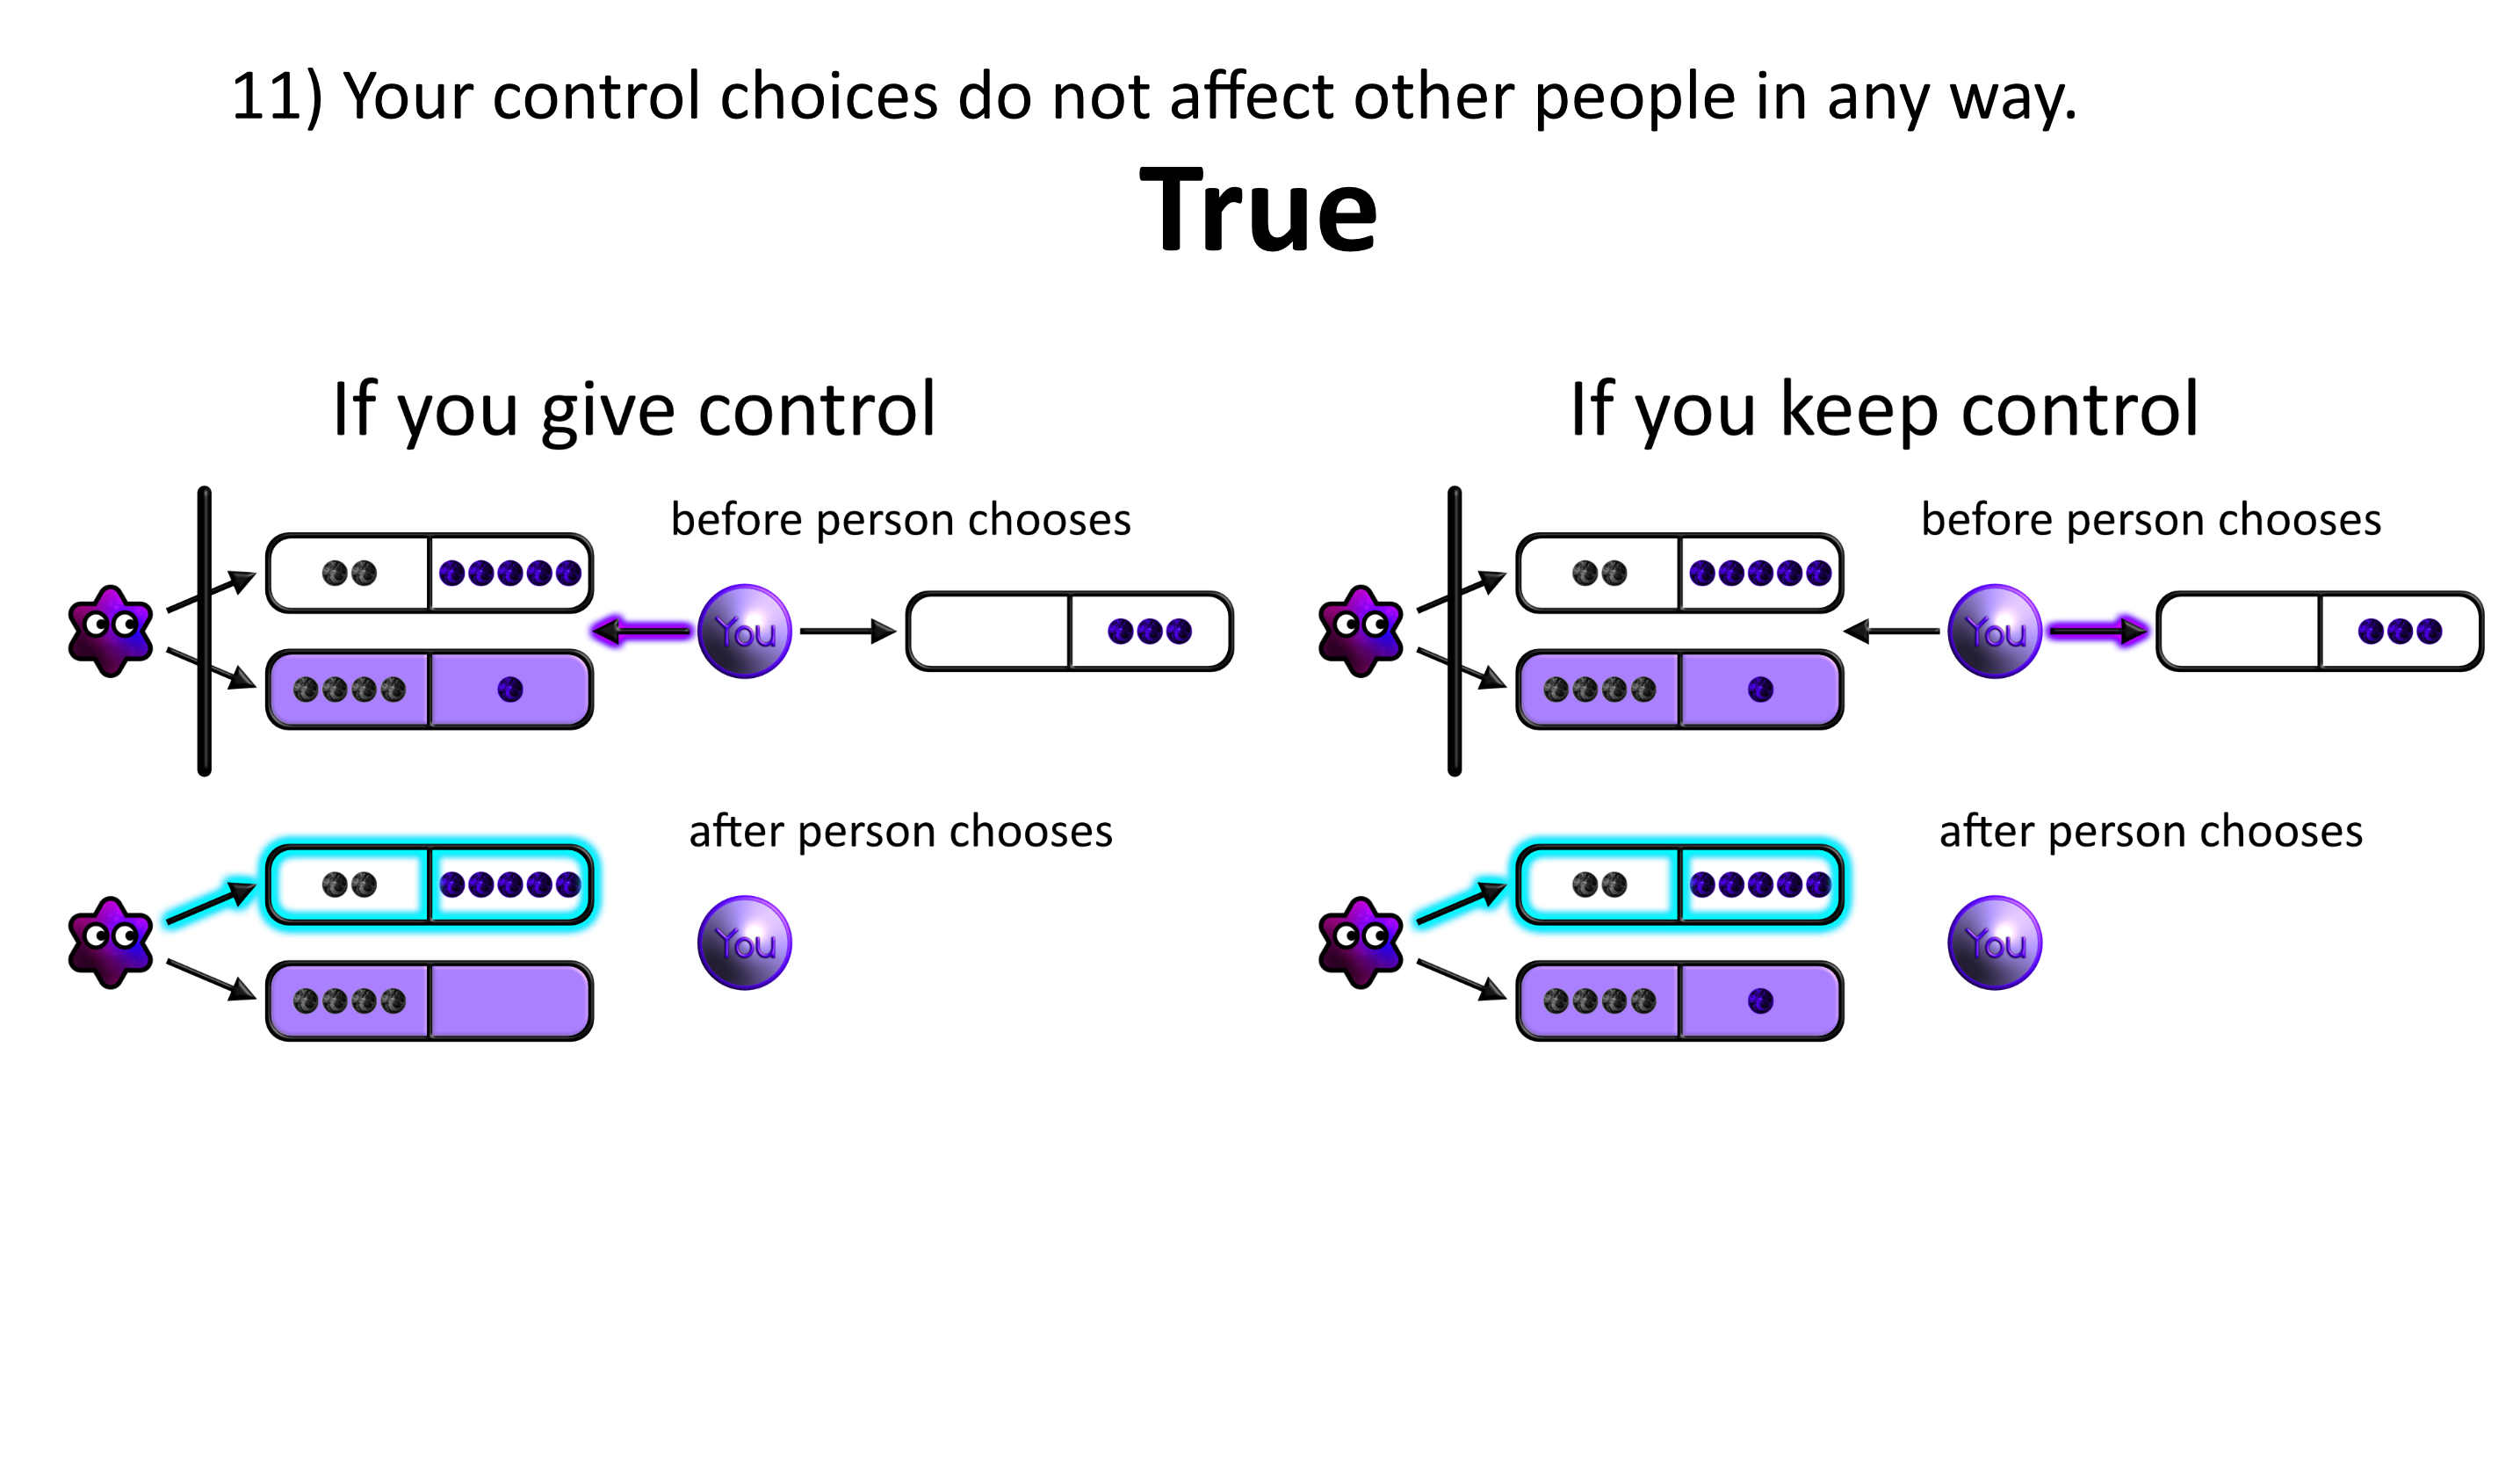 11) Your control choices do not affect other people in any way.
True
If you give control
If you keep control
before person chooses
before person chooses
You
You
after person chooses
after person chooses
You
You